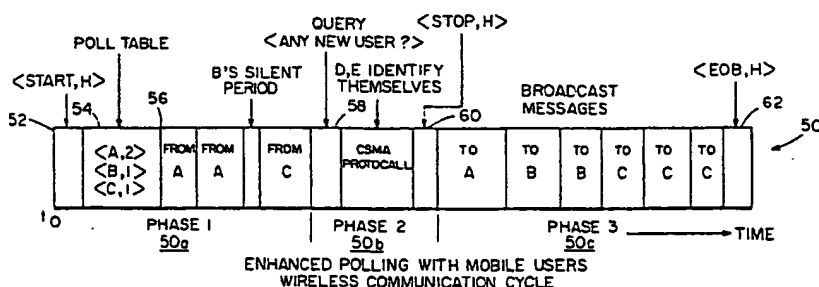 QUERY
<ANY NEW USER?>
<STOP,H>
POLL TABLE
<START,H>
B'S SILENT
PERIOD
D,E IDENTIFY
THEMSELVES
BROADCAST
MESSAGES
<EOB,H>
52
54
56
58
60
62
50
<A,2>
<B,1>
<C,1>
FROM
A
FROM
A
FROM
C
CSMA
PROTOCALL
TO
A
TO
B
TO
B
TO
C
TO
C
TO
C
t0
PHASE 1
50a
PHASE 2
50b
PHASE 3
50c
TIME
ENHANCED POLLING WITH MOBILE USERS
WIRELESS COMMUNICATION CYCLE